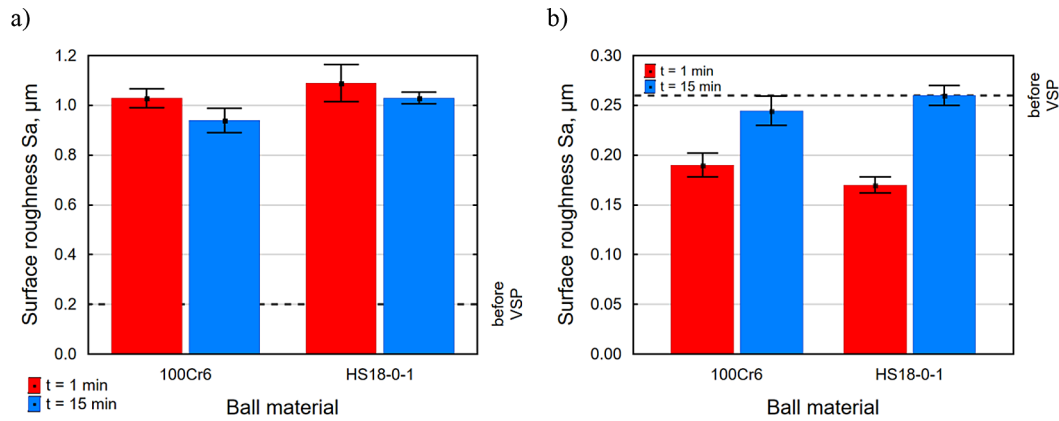 a)
Surface roughness Sa, µm
1.2
1.0
0.8
0.6
0.4
0.2
0.0
before
VSP
100Cr6
HS18-0-1
t = 1 min
t = 15 min
Ball material
b)
Surface roughness Sa, µm
0.30
0.25
0.20
0.15
0.10
0.05
0.00
t = 1 min
t = 15 min
before
VSP
100Cr6
HS18-0-1
Ball material